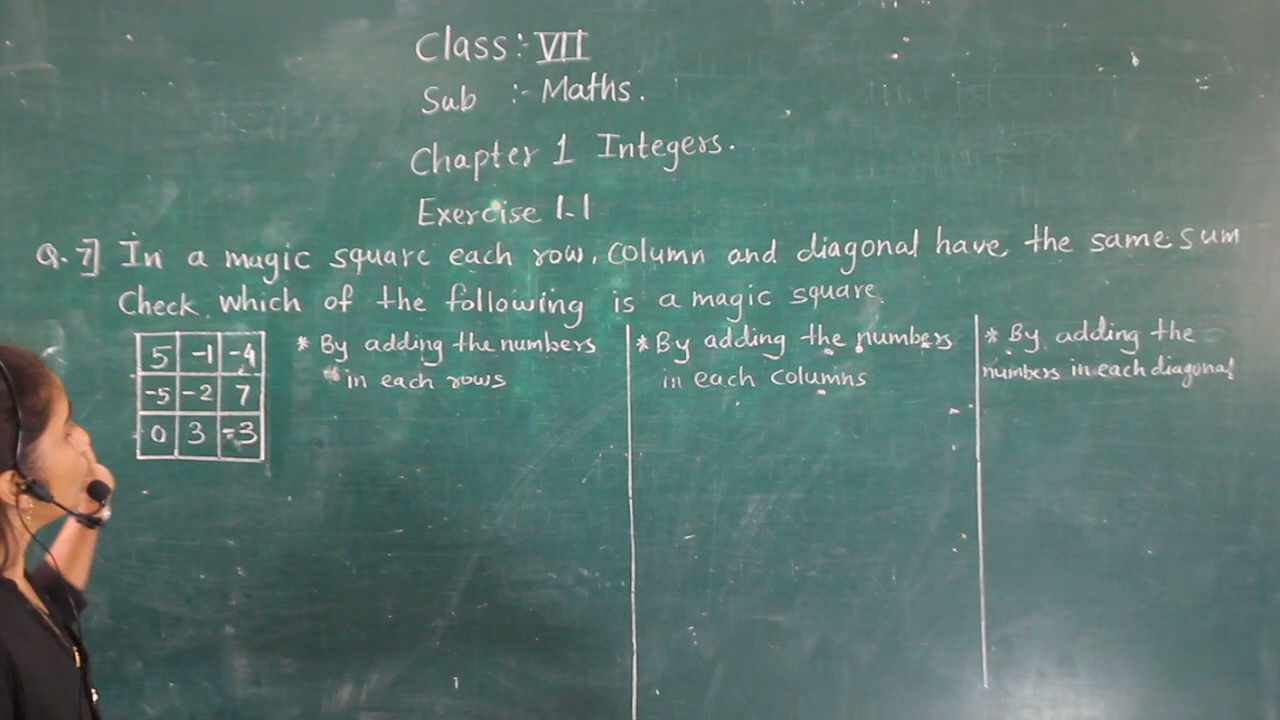 Class:- VII
Sub :- Maths.
Chapter 1 Integers.
Exercise 1.1
Q.7] In a magic square each row, column and diagonal have the same sum
Check which of the following is a magic square.
5 -1 -4
-5 -2 7
0 3 -3
* By adding the numbers
in each rows
* By adding the numbers
in each columns
* By adding the
numbers in each diagonal